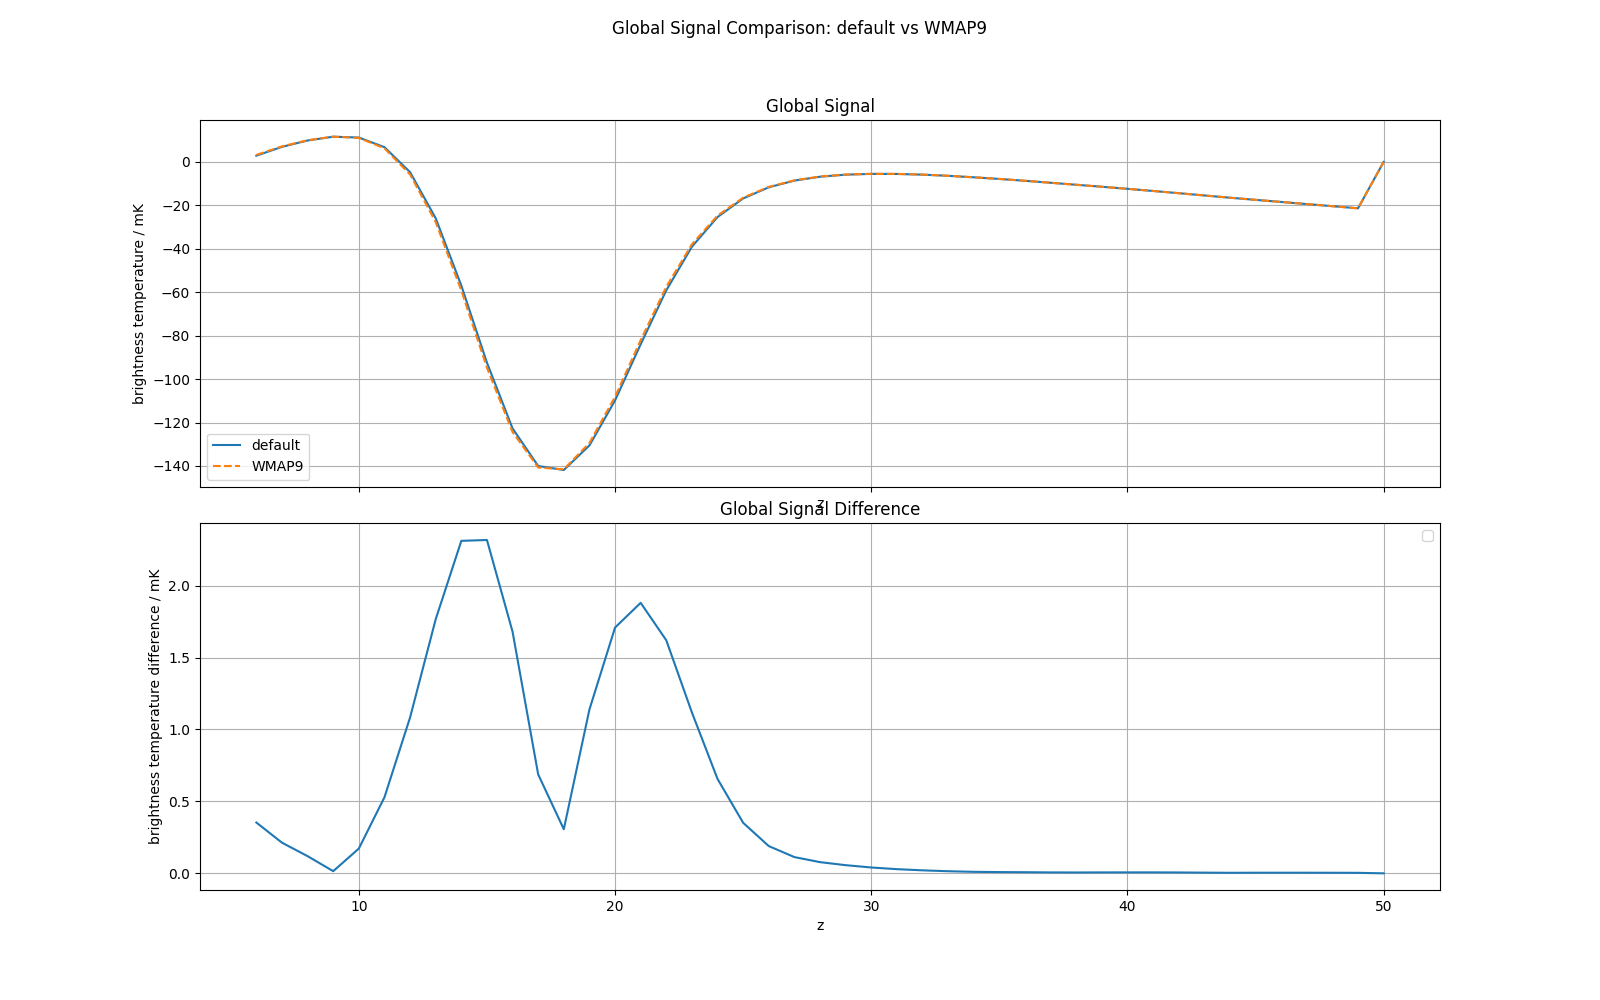 Global Signal Comparison: default vs WMAP9
Global Signal
brightness temperature / mK
0
−20
−40
−60
−80
−100
−120
−140
default
WMAP9
z
Global Signal Difference
brightness temperature difference / mK
2.0
1.5
1.0
0.5
0.0
10
20
30
40
50
z